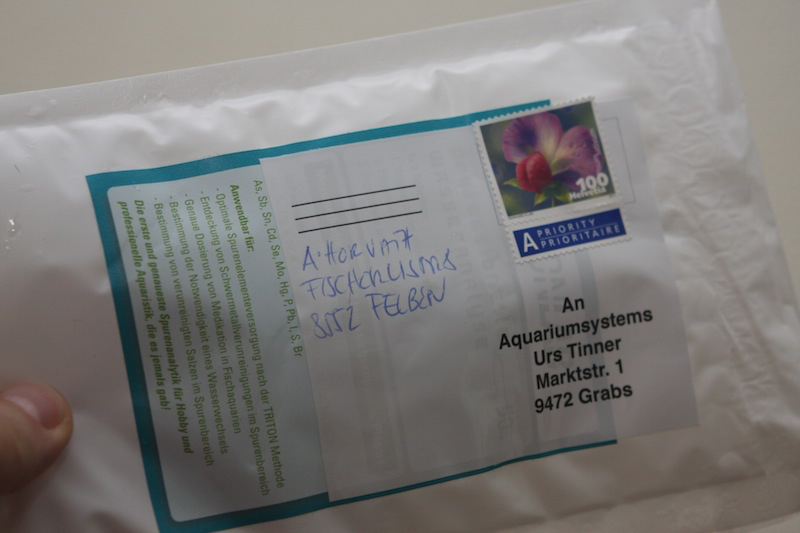 100
Helvetia
A PRIORITY
PRIORITAIRE
A. HORVATH
8552 FELBEN
An
Aquariumsystems
Urs Tinner
Marktstr. 1
9472 Grabs
As, Sb, Sn, Cd, Se, Mo, Hg, P, Pb, I, S, Br
Anwendbar für:
- Optimale Spurenelementeversorgung nach der TRITON Methode
- Entdeckung von Schwermetallverunreinigungen im Spurenbereich
- Genaue Dosierung von Medikation in Fischaquarien
- Bestimmung der Notwendigkeit eines Wasserwechsels
- Bestimmung von verunreinigten Salzen im Spurenbereich
Die erste und genaueste Spurenanalytik für Hobby und
professionelle Aquaristik, die es jemals gab!